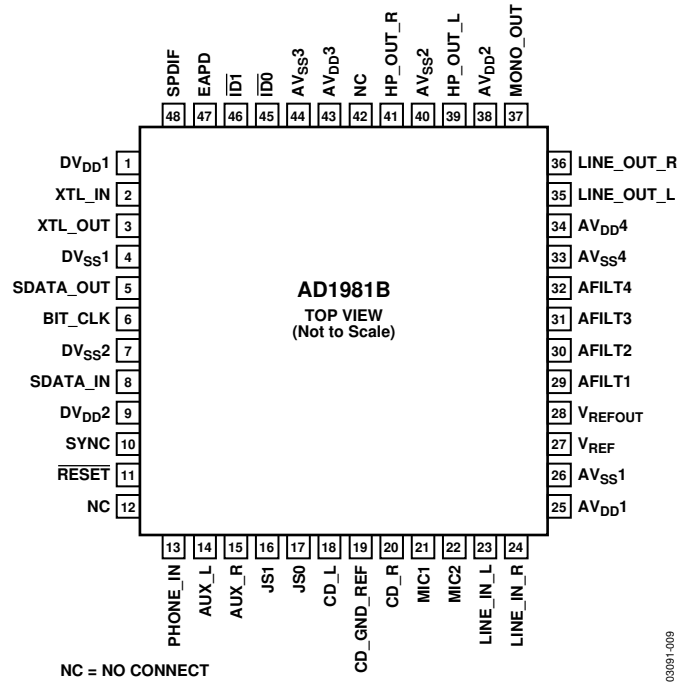 SPDIF
EAPD
ID1
ID0
AVSS3
AVDD3
NC
HP_OUT_R
AVSS2
HP_OUT_L
AVDD2
MONO_OUT
48 47 46 45 44 43 42 41 40 39 38 37
DVDD1 1
XTL_IN 2
XTL_OUT 3
DVSS1 4
SDATA_OUT 5
BIT_CLK 6
DVSS2 7
SDATA_IN 8
DVDD2 9
SYNC 10
RESET 11
NC 12
AD1981B
TOP VIEW
(Not to Scale)
36 LINE_OUT_R
35 LINE_OUT_L
34 AVDD4
33 AVSS4
32 AFILT4
31 AFILT3
30 AFILT2
29 AFILT1
28 VREFOUT
27 VREF
26 AVSS1
25 AVDD1
13 14 15 16 17 18 19 20 21 22 23 24
PHONE_IN
AUX_L
AUX_R
JS1
JS0
CD_L
CD_GND_REF
CD_R
MIC1
MIC2
LINE_IN_L
LINE_IN_R
NC = NO CONNECT
03091-009